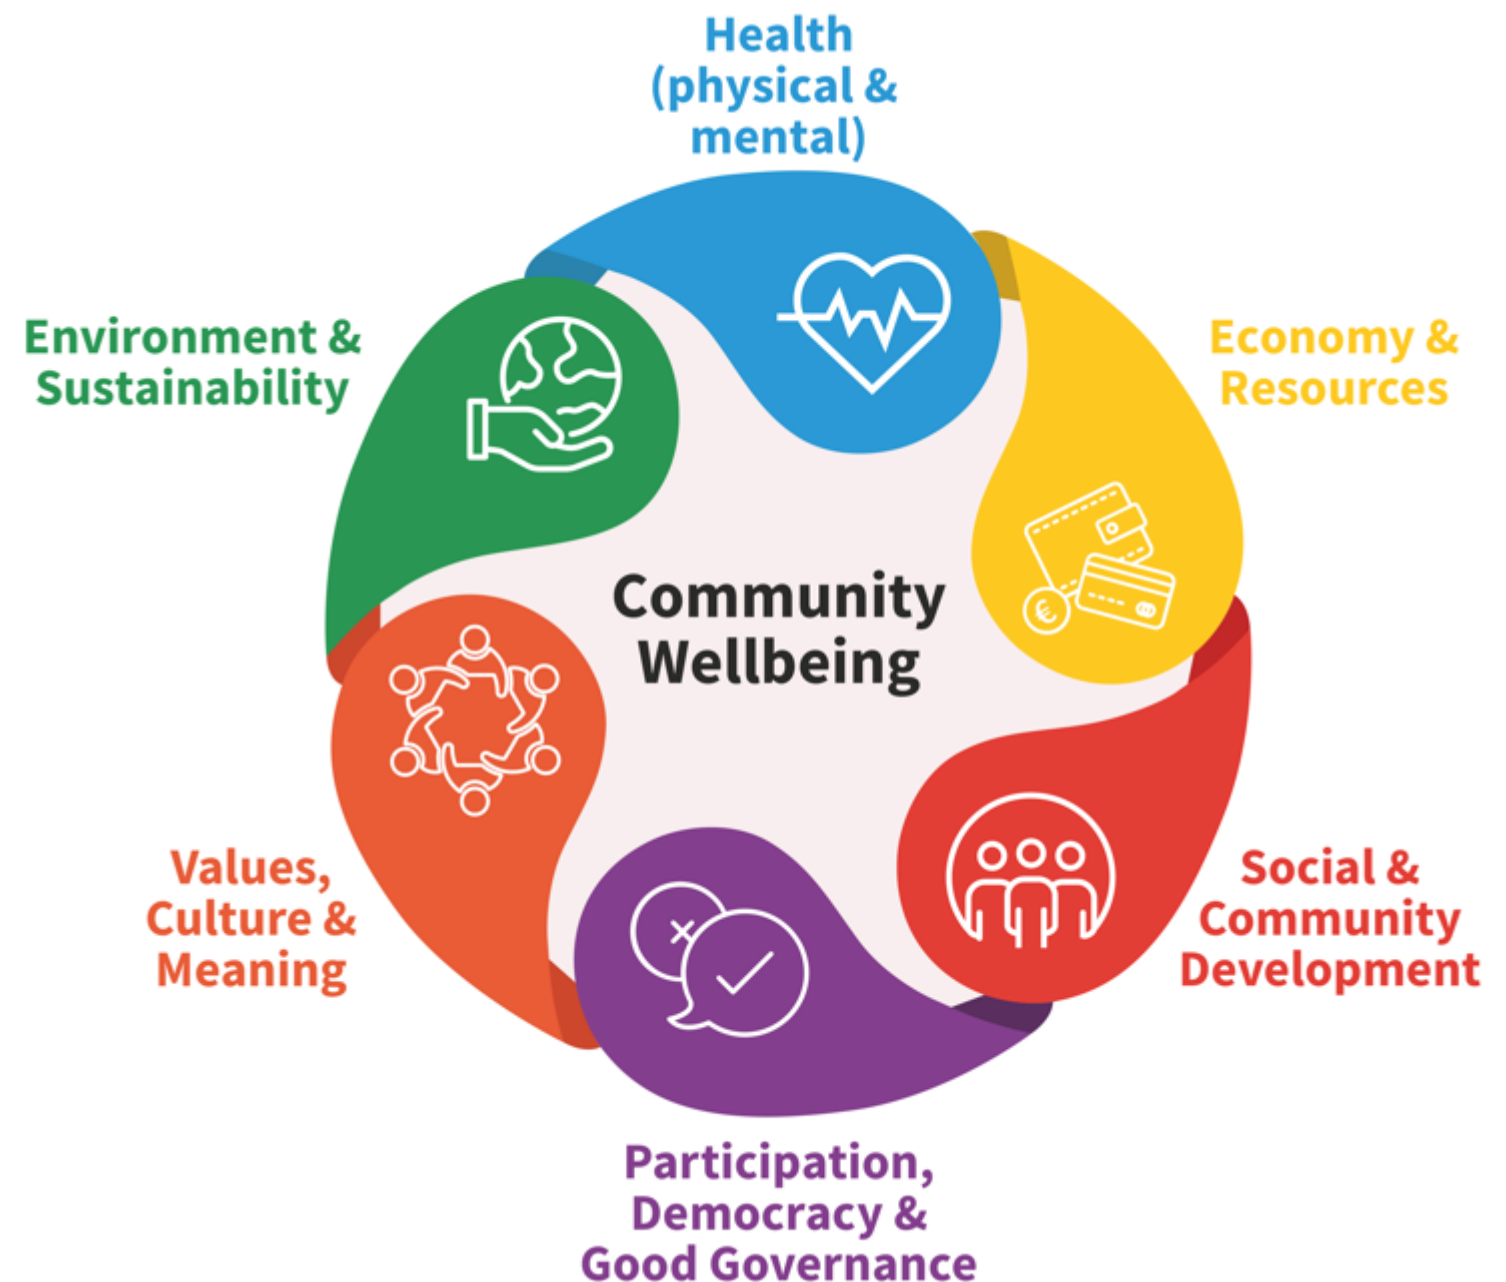 Health
(physical &
mental)
Environment &
Sustainability
Economy &
Resources
Community
Wellbeing
€
Values,
Culture &
Meaning
Social &
Community
Development
Participation,
Democracy &
Good Governance